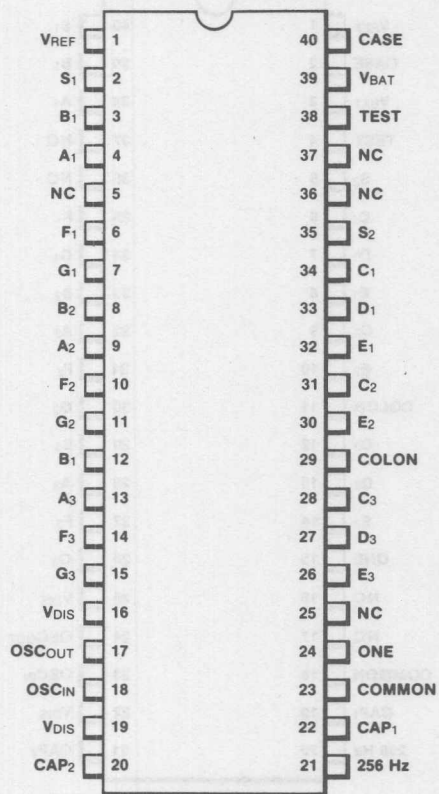 VREF 1 40 CASE
S1 2 39 VBAT
B1 3 38 TEST
A1 4 37 NC
NC 5 36 NC
F1 6 35 S2
G1 7 34 C1
B2 8 33 D1
A2 9 32 E1
F2 10 31 C2
G2 11 30 E2
B1 12 29 COLON
A3 13 28 C3
F3 14 27 D3
G3 15 26 E3
VDIS 16 25 NC
OSCOUT 17 24 ONE
OSCIN 18 23 COMMON
VDIS 19 22 CAP1
CAP2 20 21 256 Hz